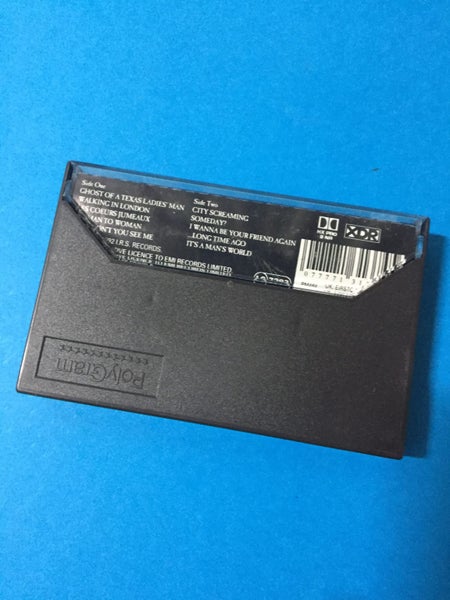 Side One
GHOST OF A TEXAS LADIES' MAN
WALKING IN LONDON
S COEURS JUMEAUX
MAN TO WOMAN
N'T YOU SEE ME
Side Two
CITY SCREAMING
SOMEDAY?
I WANNA BE YOUR FRIEND AGAIN
...LONG TIME AGO
IT'S A MAN'S WORLD
I.R.S. RECORDS.
LICENCE TO EMI RECORDS LIMITED.
XDR
PolyGram